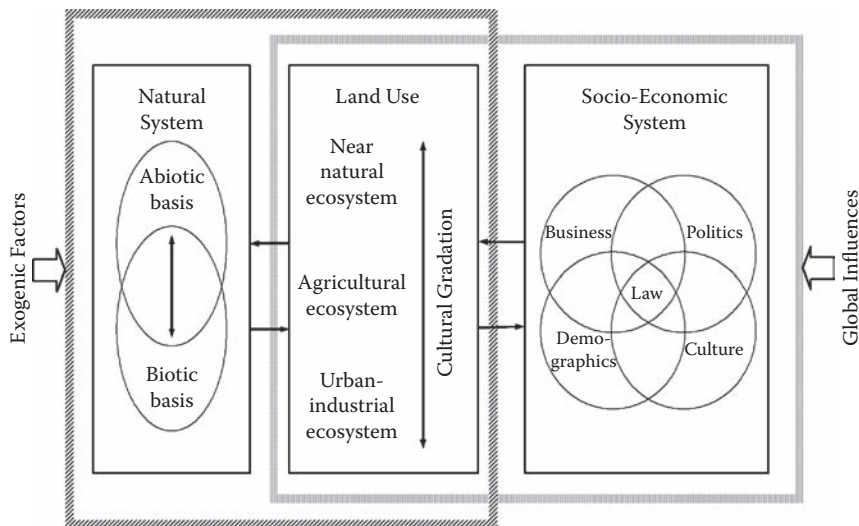 Exogenic Factors
Natural
System
Abiotic
basis
Biotic
basis
Land Use
Near
natural
ecosystem
Agricultural
ecosystem
Urban-
industrial
ecosystem
Cultural Gradation
Socio-Economic
System
Business
Politics
Law
Demo-
graphics
Culture
Global Influences